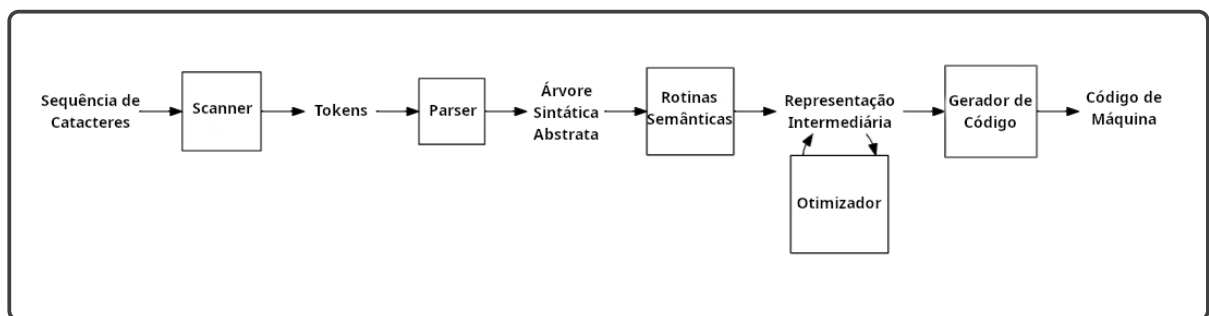 Sequência de
Catacteres
Scanner
Tokens
Parser
Árvore
Sintática
Abstrata
Rotinas
Semânticas
Representação
Intermediária
Gerador de
Código
Código de
Máquina
Otimizador